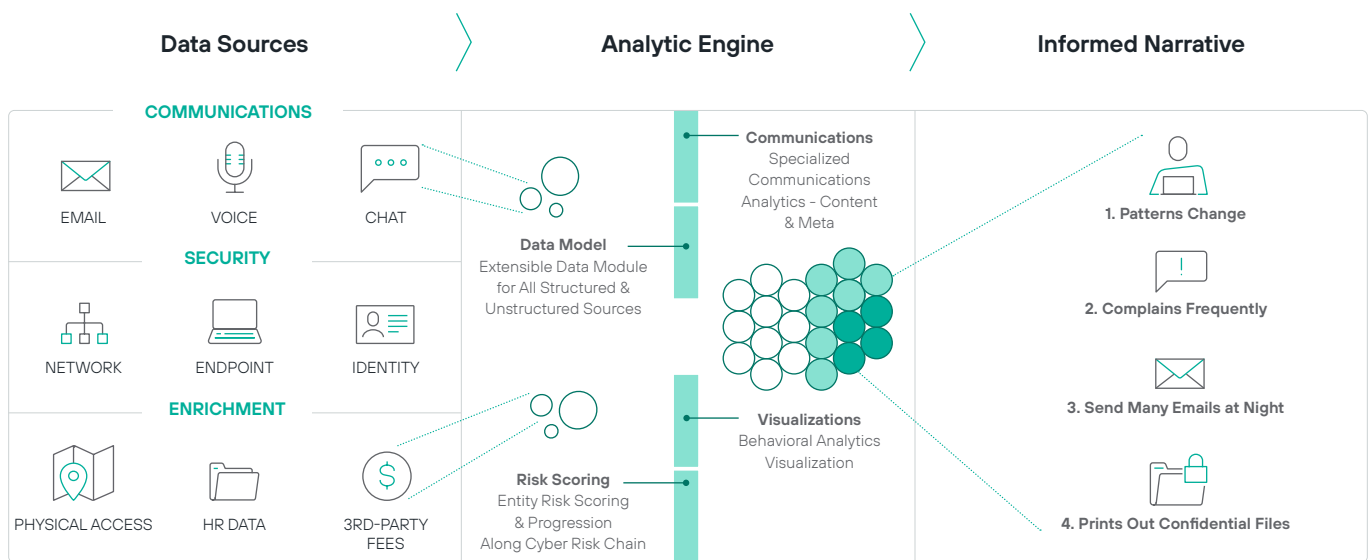 Data Sources
Analytic Engine
Informed Narrative
COMMUNICATIONS
EMAIL
VOICE
CHAT
SECURITY
NETWORK
ENDPOINT
IDENTITY
ENRICHMENT
PHYSICAL ACCESS
HR DATA
3RD-PARTY
FEES
Data Model
Extensible Data Module
for All Structured &
Unstructured Sources
Risk Scoring
Entity Risk Scoring
& Progression
Along Cyber Risk Chain
Communications
Specialized
Communications
Analytics - Content
& Meta
Visualizations
Behavioral Analytics
Visualization
1. Patterns Change
2. Complains Frequently
3. Send Many Emails at Night
4. Prints Out Confidential Files